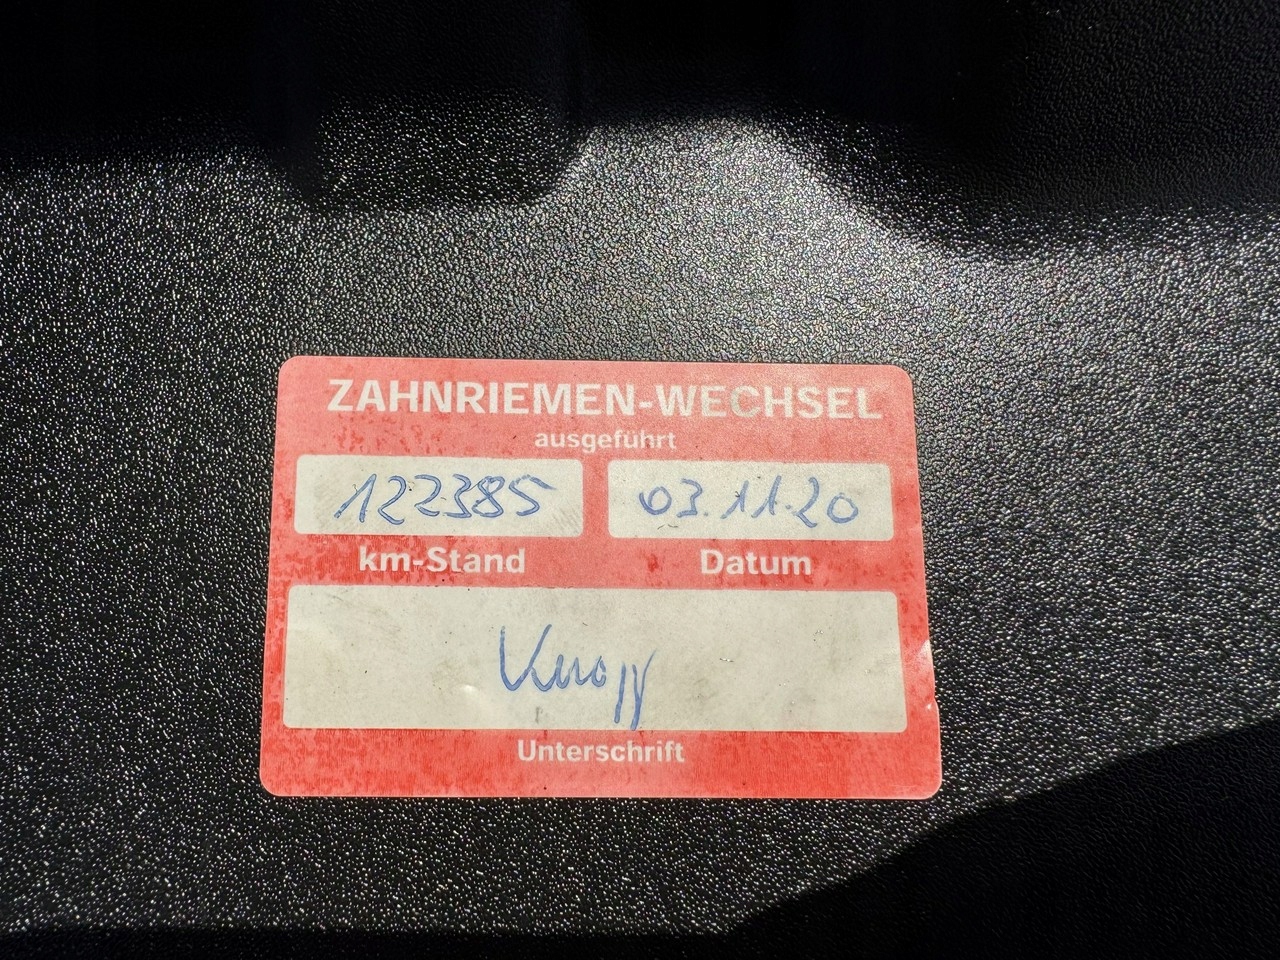 ZAHNRIEMEN-WECHSEL
ausgeführt
122385 03.11.20
km-Stand Datum
Unterschrift